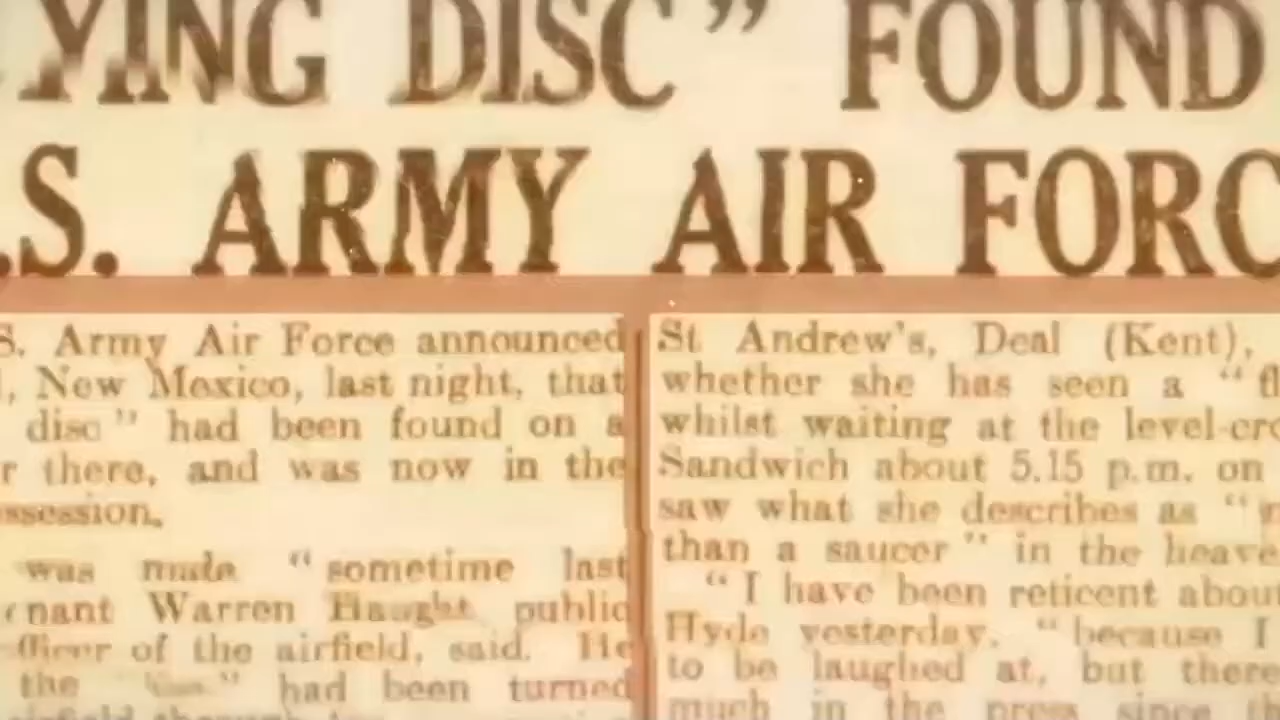 YING DISC” FOUND
.S. ARMY AIR FORC
S. Army Air Force announced
, New Mexico, last night, that
disc” had been found on a
r there, and was now in the
ssession.
was made “sometime last
nant Warren Haught public
of the airfield, said. He
the had been turned
St Andrew's, Deal (Kent),
whether she has seen a “fl
whilst waiting at the level-cro
Sandwich about 5.15 p.m. on
saw what she describes as “
than a saucer” in the heave
“I have been reticent about
Hyde yesterday, “because I
to be laughed at, but there
much in the press since th